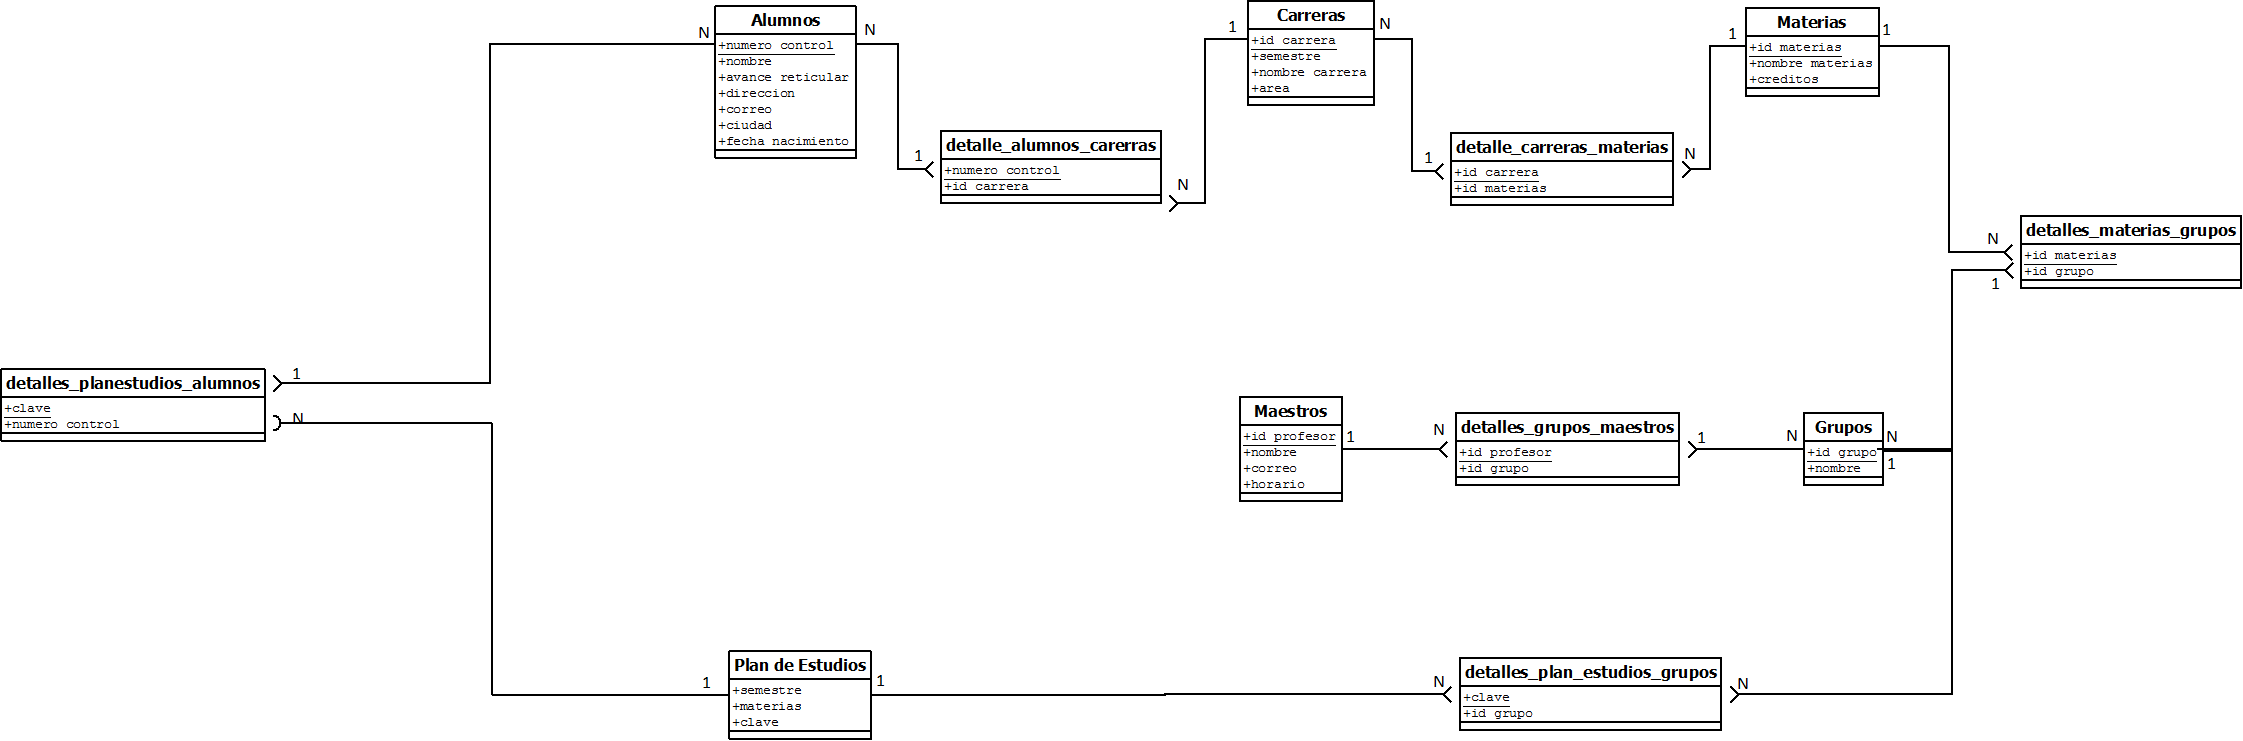 Alumnos
+numero control
+nombre
+avance reticular
+direccion
+correo
+ciudad
+fecha nacimiento
N
N
Carreras
+id carrera
+semestre
+nombre carrera
+area
1
N
Materias
+id materias
+nombre materias
+creditos
1
1
detalle_alumnos_carerras
+numero control
+id carrera
1
N
detalle_carreras_materias
+id carrera
+id materias
1
N
detalles_materias_grupos
+id materias
+id grupo
N
1
detalles_planestudios_alumnos
+clave
+numero control
1
N
Maestros
+id profesor
+nombre
+correo
+horario
1
N
detalles_grupos_maestros
+id profesor
+id grupo
1
N
Grupos
+id grupo
+nombre
N
1
Plan de Estudios
+semestre
+materias
+clave
1
1
N
detalles_plan_estudios_grupos
+clave
+id grupo
N